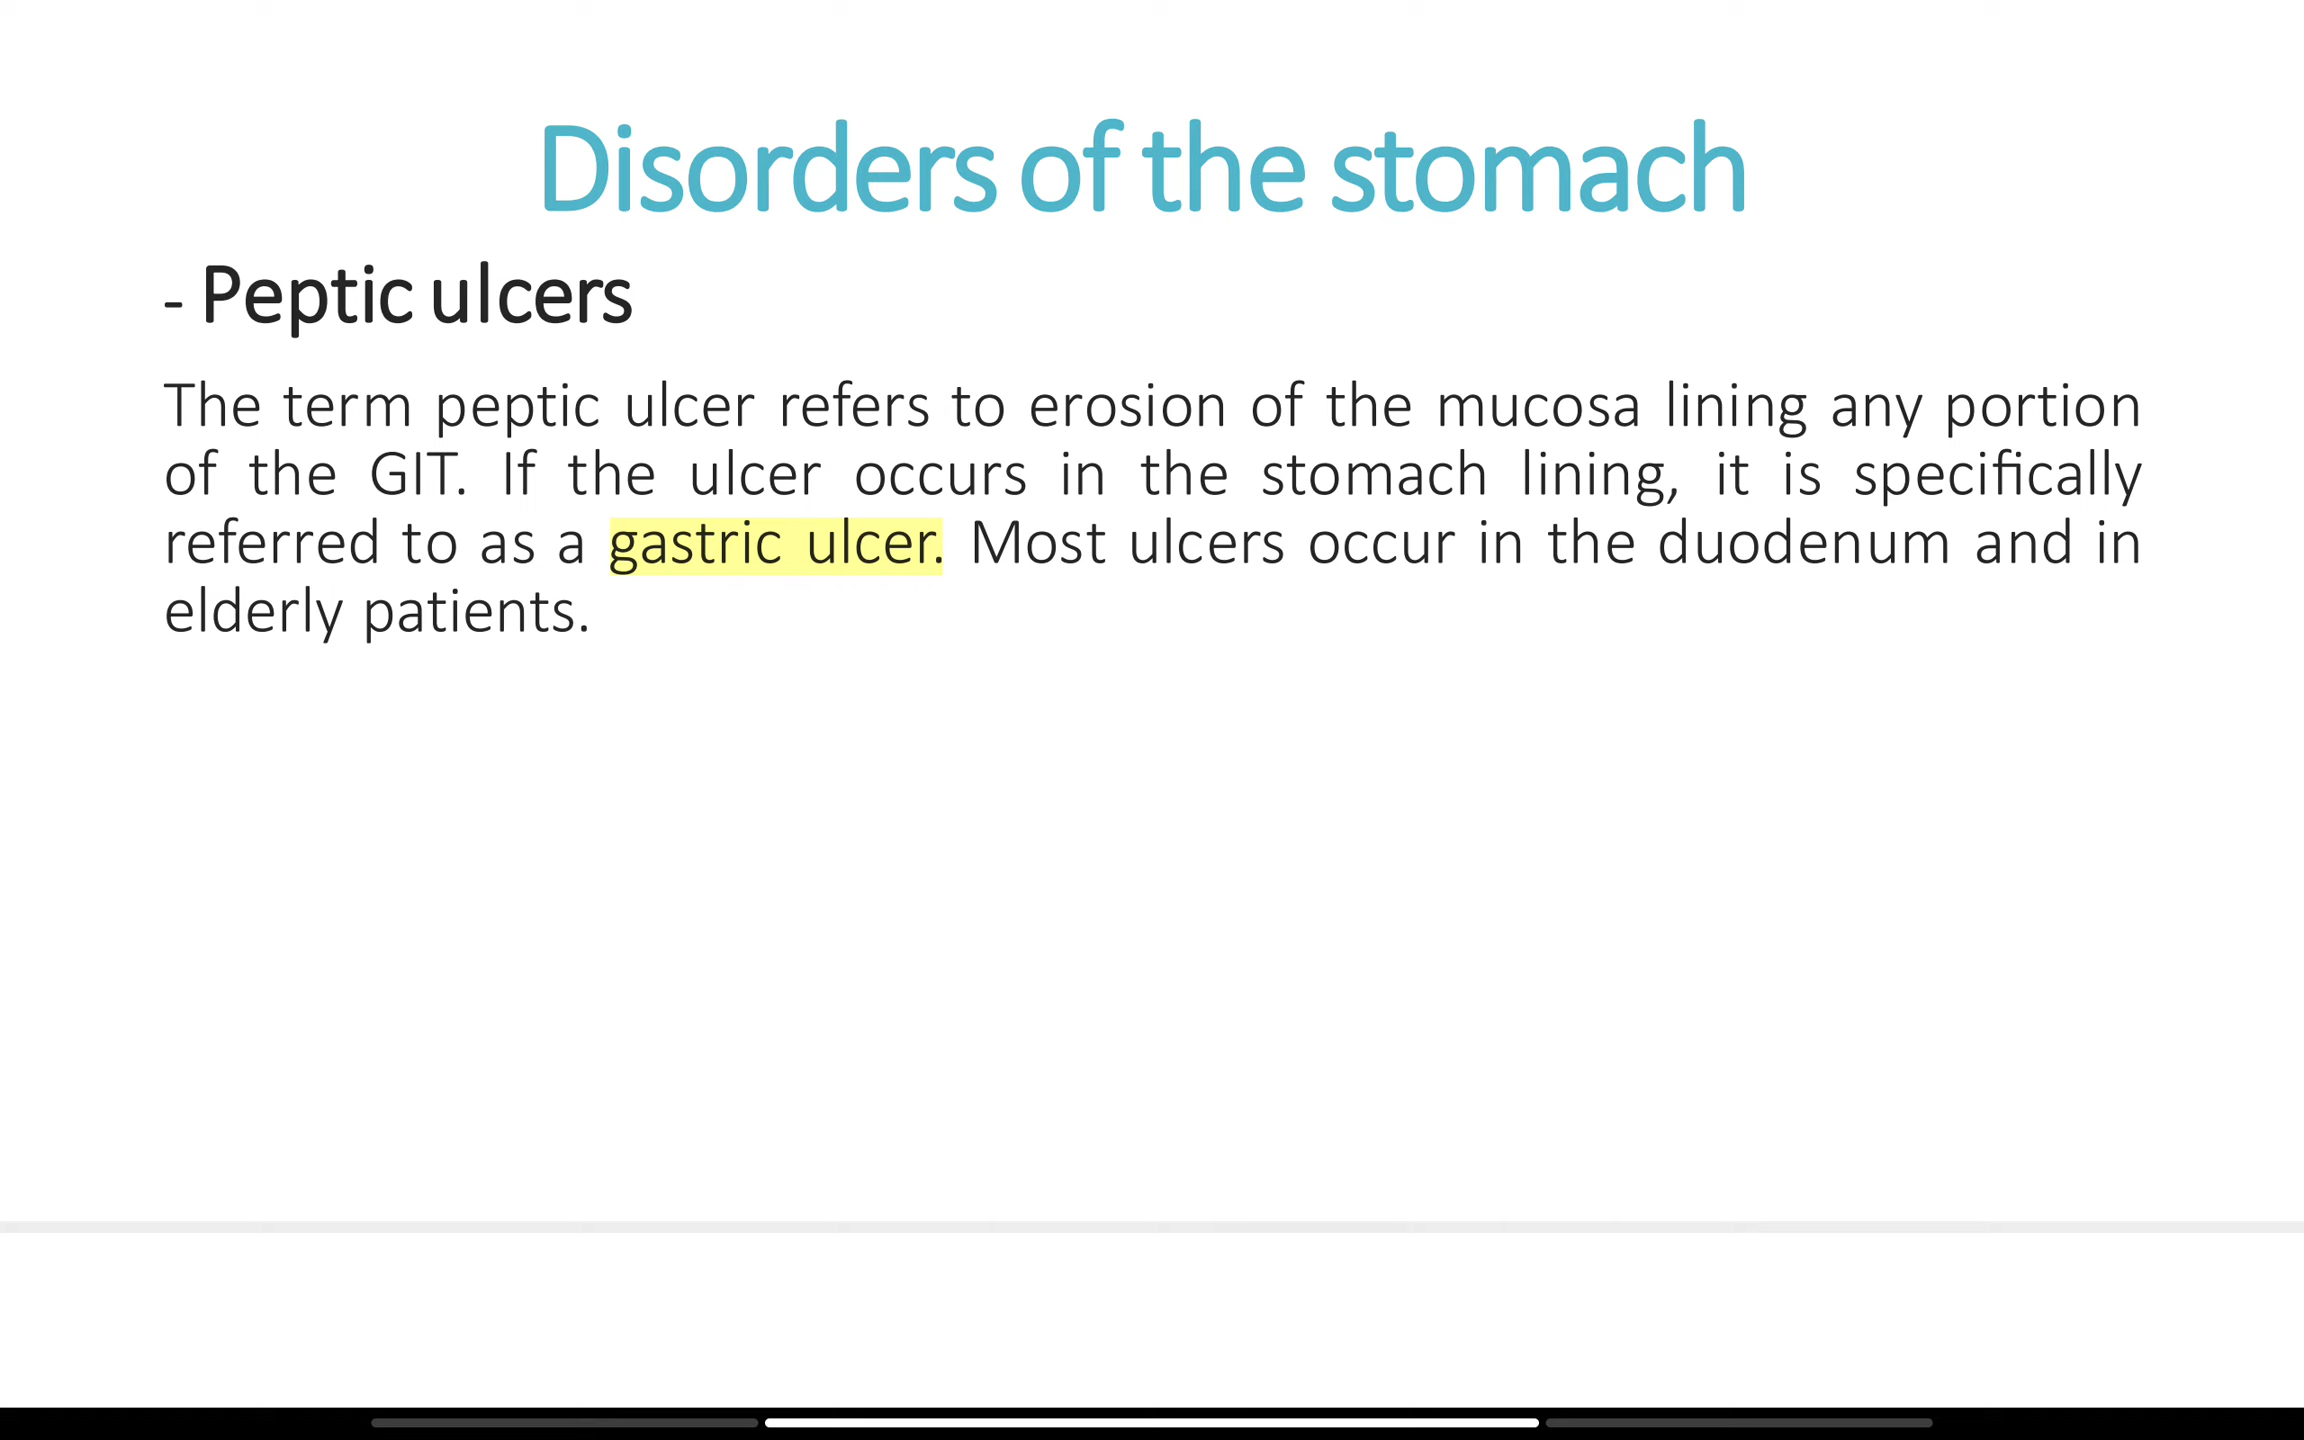 Disorders of the stomach
- Peptic ulcers
The term peptic ulcer refers to erosion of the mucosa lining any portion
of the GIT. If the ulcer occurs in the stomach lining, it is specifically
referred to as a gastric ulcer. Most ulcers occur in the duodenum and in
elderly patients.